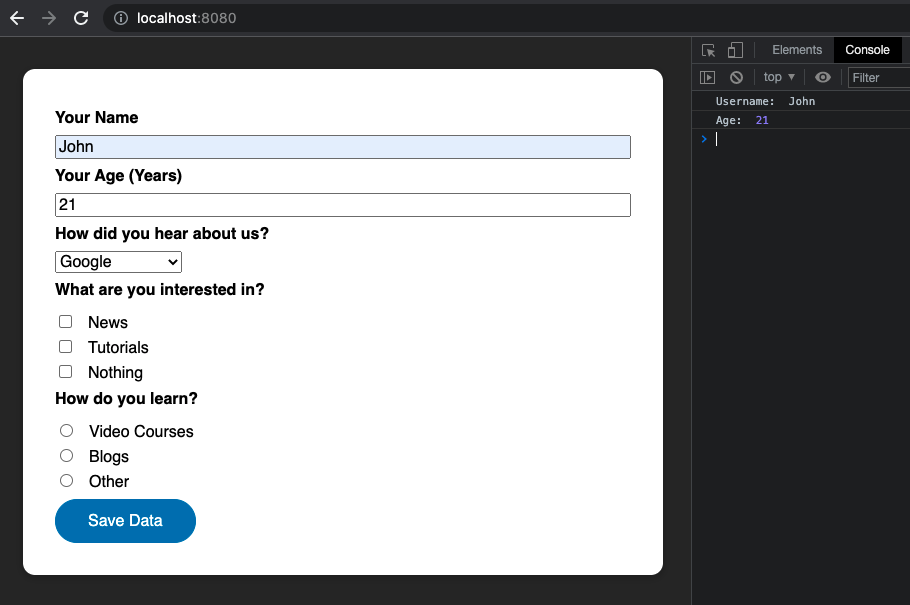 localhost:8080
Elements Console
top ▼ Filter
Your Name
John
Your Age (Years)
21
How did you hear about us?
Google
What are you interested in?
News
Tutorials
Nothing
How do you learn?
Video Courses
Blogs
Other
Save Data
Username: John
Age: 21